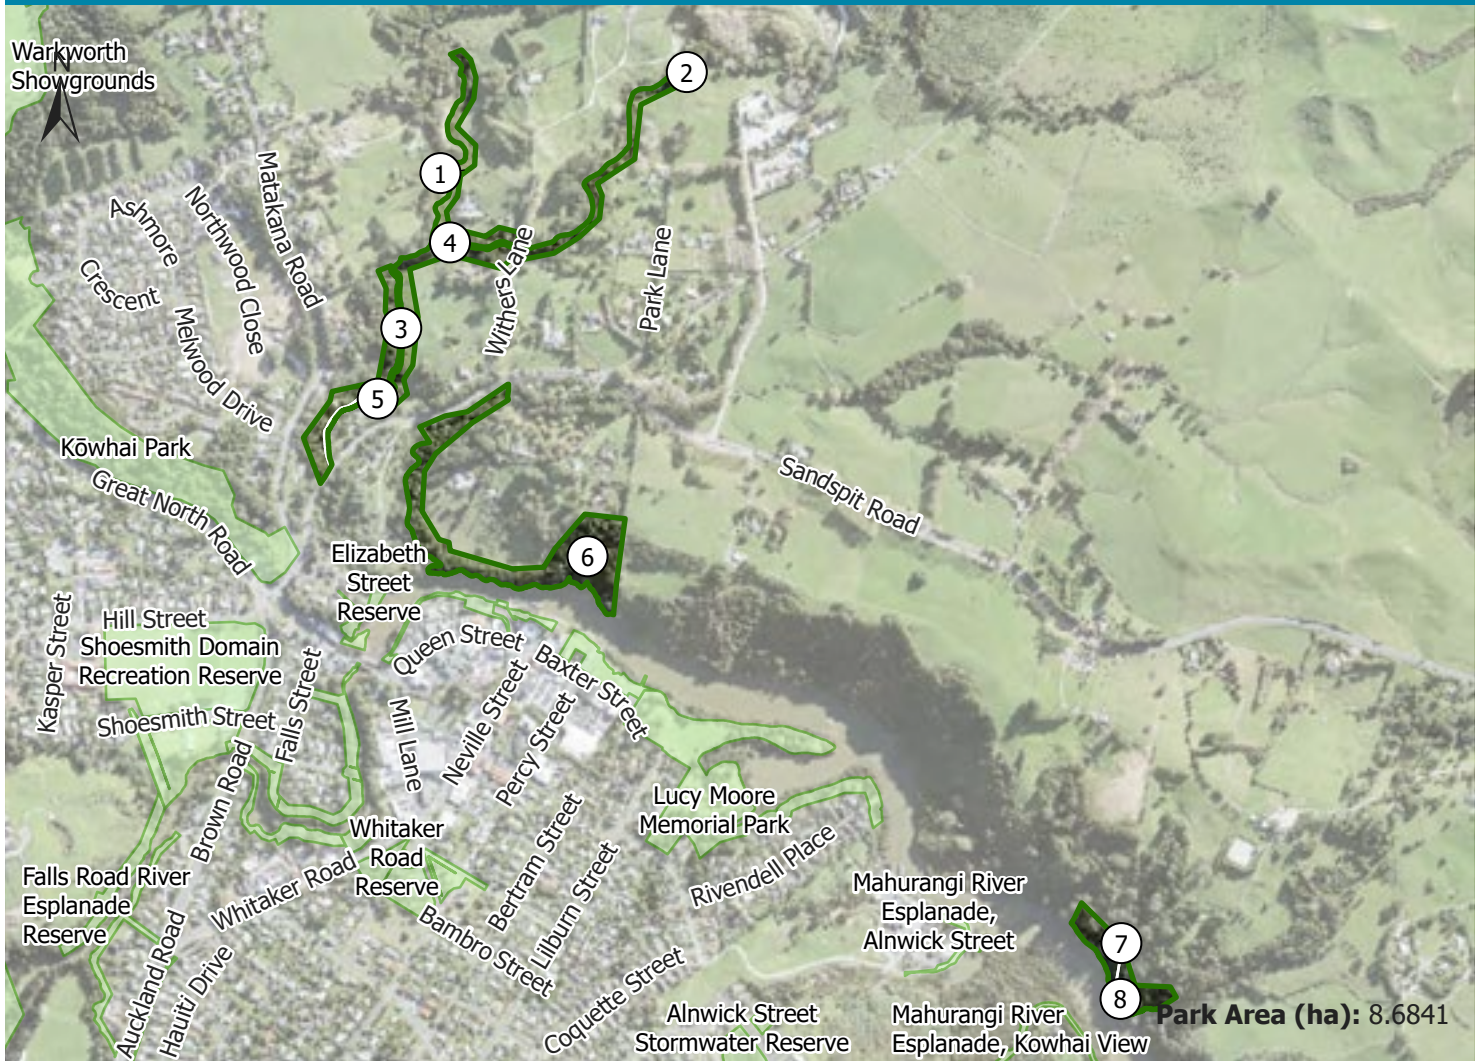 Warkworth
Showgrounds
N
2
1
4
3
5
6
7
8
Matakana Road
Northwood Close
Ashmore
Crescent
Melwood Drive
Withers Lane
Park Lane
Kōwhai Park
Great North Road
Sandspit Road
Elizabeth
Street
Reserve
Kasper Street
Hill Street
Shoesmith Domain
Recreation Reserve
Shoesmith Street
Falls Street
Queen Street
Baxter Street
Mill Lane
Neville Street
Percy Street
Brown Road
Lucy Moore
Memorial Park
Whitaker
Road
Reserve
Bertram Street
Lilburn Street
Rivendell Place
Falls Road River
Esplanade
Reserve
Whitaker Road
Bambro Street
Auckland Road
Hauiti Drive
Coquette Street
Mahurangi River
Esplanade,
Alnwick Street
Alnwick Street
Stormwater Reserve
Mahurangi River
Esplanade, Kowhai View
Park Area (ha): 8.6841